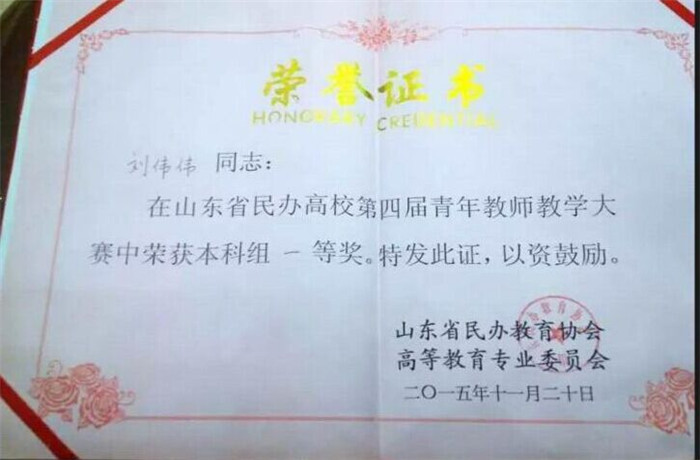 荣誉证书
HONORARY CREDENTIAL
刘伟伟 同志：
在山东省民办高校第四届青年教师教学大
赛中荣获本科组 一 等奖。特发此证，以资鼓励。
山东省民办教育协会
高等教育专业委员会
二〇一五年十一月二十日